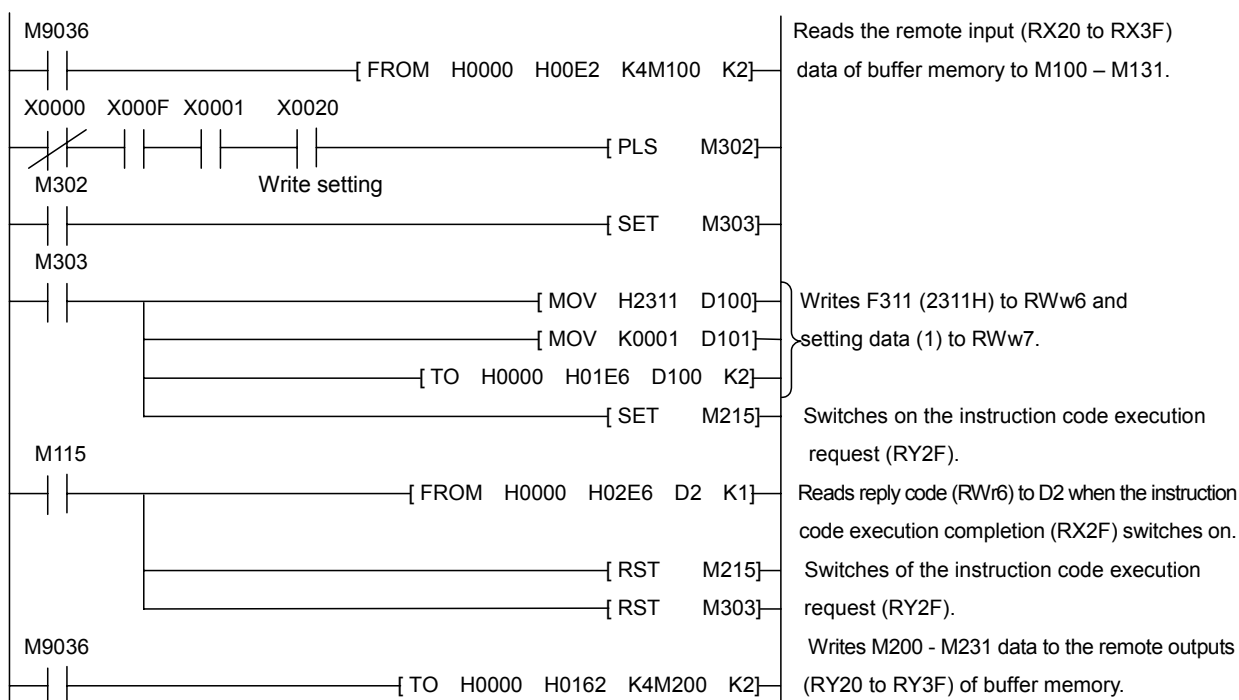 M9036
Reads the remote input (RX20 to RX3F)
[ FROM H0000 H00E2 K4M100 K2]
data of buffer memory to M100 – M131.
X0000 X000F X0001 X0020
[ PLS M302]
M302 Write setting
[ SET M303]
M303
[ MOV H2311 D100]
Writes F311 (2311H) to RWw6 and
[ MOV K0001 D101]
setting data (1) to RWw7.
[ TO H0000 H01E6 D100 K2]
[ SET M215]
Switches on the instruction code execution
request (RY2F).
M115
[ FROM H0000 H02E6 D2 K1]
Reads reply code (RWr6) to D2 when the instruction
code execution completion (RX2F) switches on.
[ RST M215]
Switches of the instruction code execution
[ RST M303]
request (RY2F).
M9036
Writes M200 - M231 data to the remote outputs
[ TO H0000 H0162 K4M200 K2]
(RY20 to RY3F) of buffer memory.